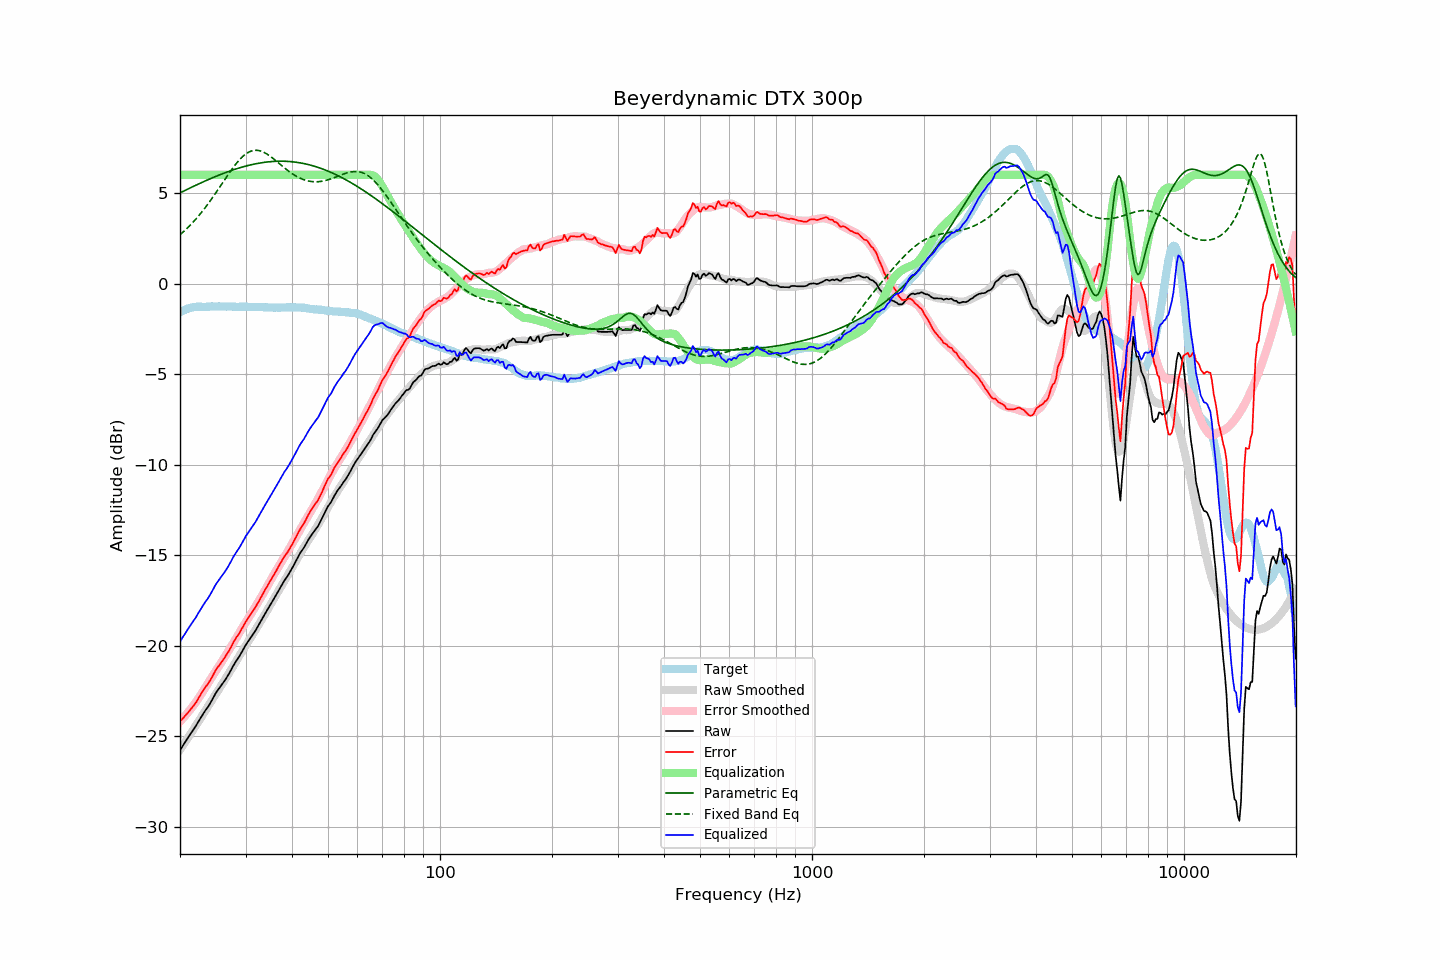 Beyerdynamic DTX 300p
Amplitude (dBr)
5
0
−5
−10
−15
−20
−25
−30
100
1000
10000
Frequency (Hz)
Target
Raw Smoothed
Error Smoothed
Raw
Error
Equalization
Parametric Eq
Fixed Band Eq
Equalized